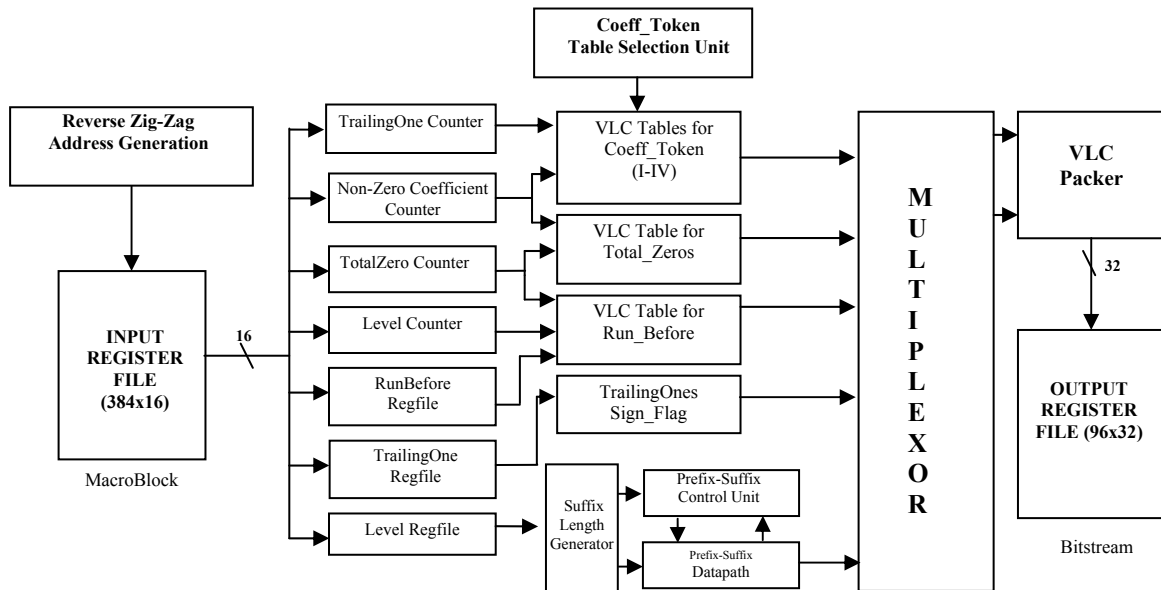 Coeff_Token
Table Selection Unit
Reverse Zig-Zag
Address Generation
INPUT
REGISTER
FILE
(384x16)
MacroBlock
16
TrailingOne Counter
Non-Zero Coefficient
Counter
TotalZero Counter
Level Counter
RunBefore
Regfile
TrailingOne
Regfile
Level Regfile
VLC Tables for
Coeff_Token
(I-IV)
VLC Table for
Total_Zeros
VLC Table for
Run_Before
TrailingOnes
Sign_Flag
Suffix
Length
Generator
Prefix-Suffix
Control Unit
Prefix-Suffix
Datapath
M
U
L
T
I
P
L
E
X
O
R
VLC
Packer
32
OUTPUT
REGISTER
FILE (96x32)
Bitstream